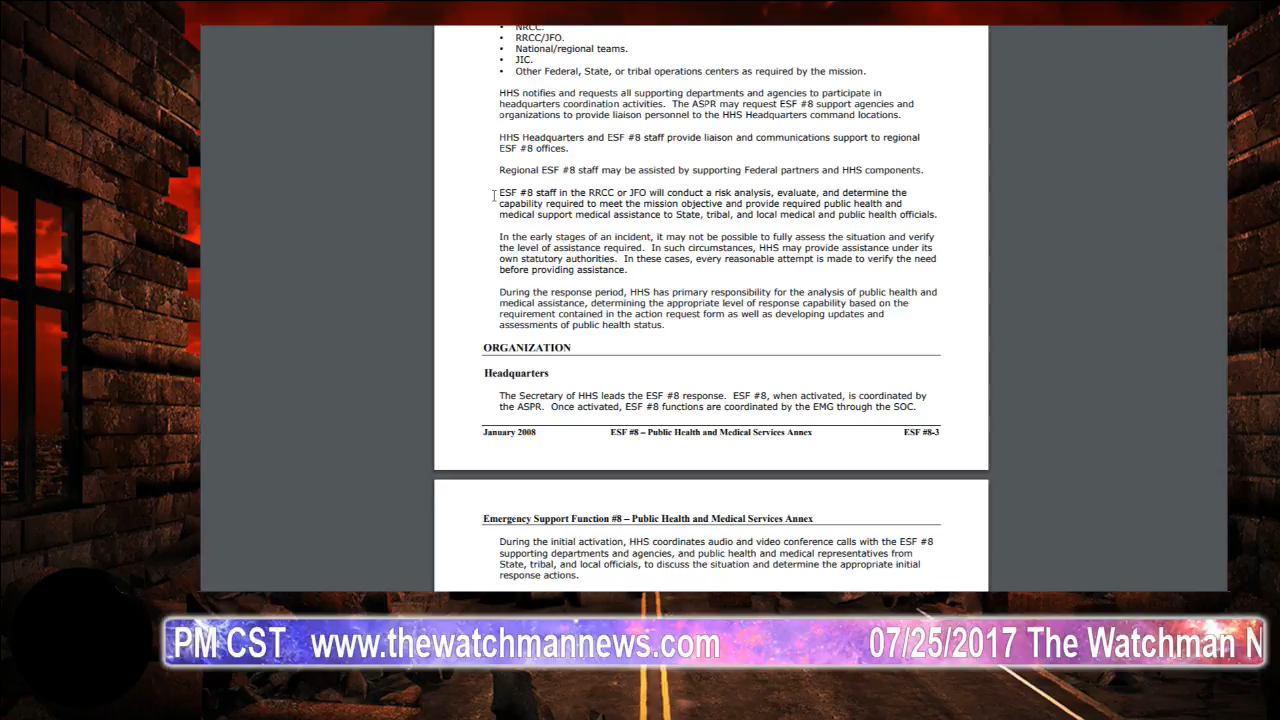 • NRCC.
• RRCC/JFO.
• National/regional teams.
• JIC.
• Other Federal, State, or tribal operations centers as required by the mission.
HHS notifies and requests all supporting departments and agencies to participate in
headquarters coordination activities. The ASPR may request ESF #8 support agencies and
organizations to provide liaison personnel to the HHS Headquarters command locations.
HHS Headquarters and ESF #8 staff provide liaison and communications support to regional
ESF #8 offices.
Regional ESF #8 staff may be assisted by supporting Federal partners and HHS components.
ESF #8 staff in the RRCC or JFO will conduct a risk analysis, evaluate, and determine the
capability required to meet the mission objective and provide required public health and
medical support medical assistance to State, tribal, and local medical and public health officials.
In the early stages of an incident, it may not be possible to fully assess the situation and verify
the level of assistance required. In such circumstances, HHS may provide assistance under its
own statutory authorities. In these cases, every reasonable attempt is made to verify the need
before providing assistance.
During the response period, HHS has primary responsibility for the analysis of public health and
medical assistance, determining the appropriate level of response capability based on the
requirement contained in the action request form as well as developing updates and
assessments of public health status.
ORGANIZATION
Headquarters
The Secretary of HHS leads the ESF #8 response. ESF #8, when activated, is coordinated by
the ASPR. Once activated, ESF #8 functions are coordinated by the EMG through the SOC.
January 2008 ESF #8 – Public Health and Medical Services Annex ESF #8-3
Emergency Support Function #8 – Public Health and Medical Services Annex
During the initial activation, HHS coordinates audio and video conference calls with the ESF #8
supporting departments and agencies, and public health and medical representatives from
State, tribal, and local officials, to discuss the situation and determine the appropriate initial
response actions.
PM CST www.thewatchmannews.com 07/25/2017 The Watchman N